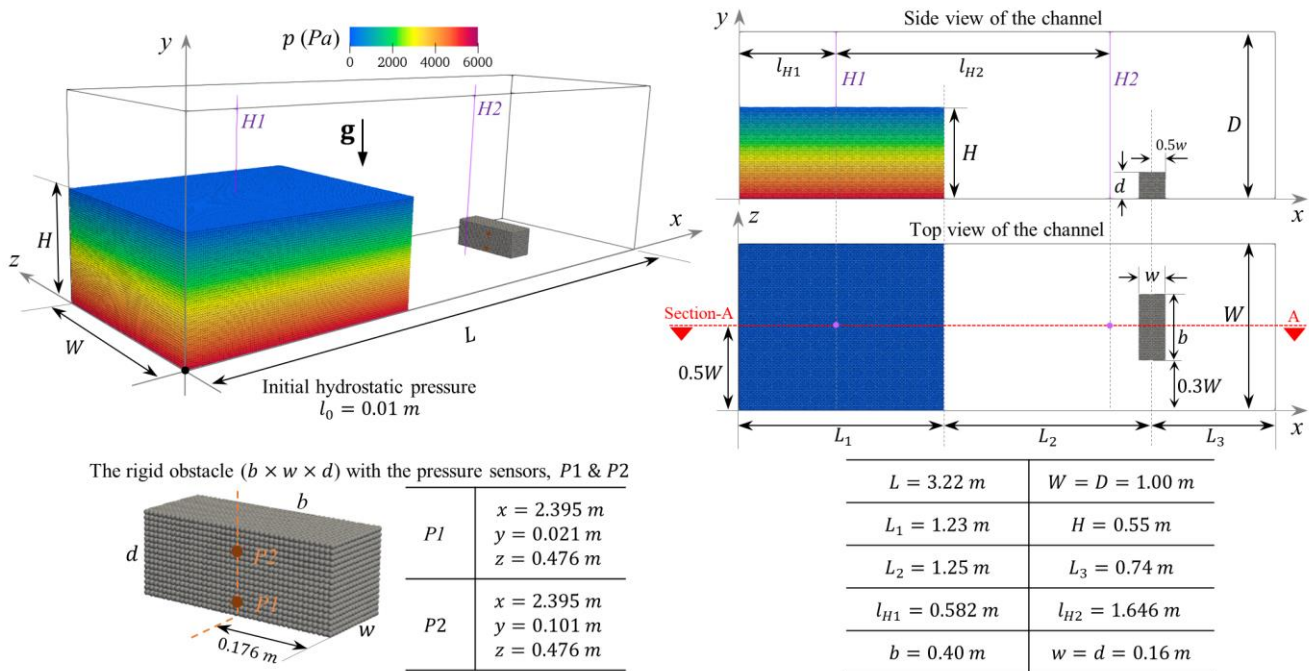 p (Pa)
0 2000 4000 6000
y
H1
H2
g
H
z
x
W
L
Initial hydrostatic pressure
l₀ = 0.01 m
y
Side view of the channel
l_H1
l_H2
H1
H2
H
D
0.5w
d
x
z
Top view of the channel
w
Section-A
A
W
b
0.5W
0.3W
x
L₁
L₂
L₃
The rigid obstacle (b × w × d) with the pressure sensors, P1 & P2
b
d
P2
P1
w
0.176 m
P1
x = 2.395 m
y = 0.021 m
z = 0.476 m
P2
x = 2.395 m
y = 0.101 m
z = 0.476 m
L = 3.22 m W = D = 1.00 m
L₁ = 1.23 m H = 0.55 m
L₂ = 1.25 m L₃ = 0.74 m
l_H1 = 0.582 m l_H2 = 1.646 m
b = 0.40 m w = d = 0.16 m